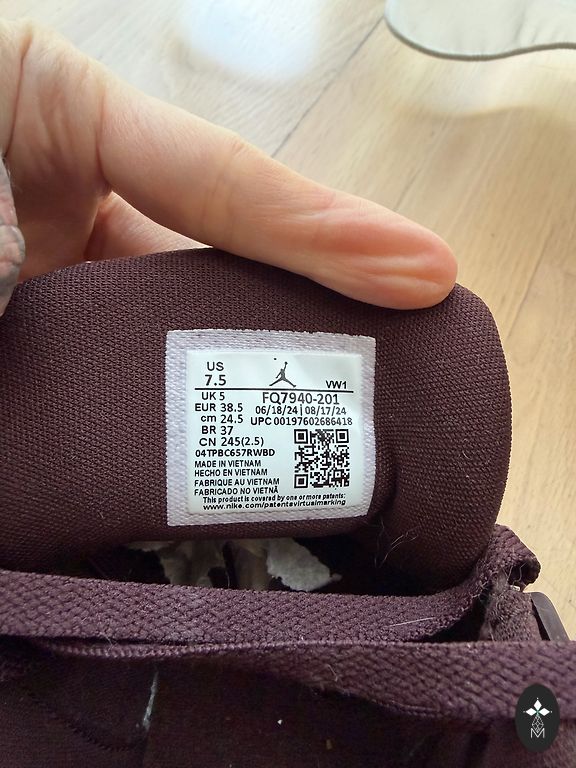 US
7.5
VW1
UK 5
EUR 38.5
cm 24.5
BR 37
CN 245(2.5)
FQ7940-201
06/18/24 | 08/17/24
UPC 00197602686418
04TPBC657RWBD
MADE IN VIETNAM
HECHO EN VIETNAM
FABRIQUE AU VIETNAM
FABRICADO NO VIETNÃ
This product is covered by one or more patents:
www.nike.com/patentsvirtualmarking
M